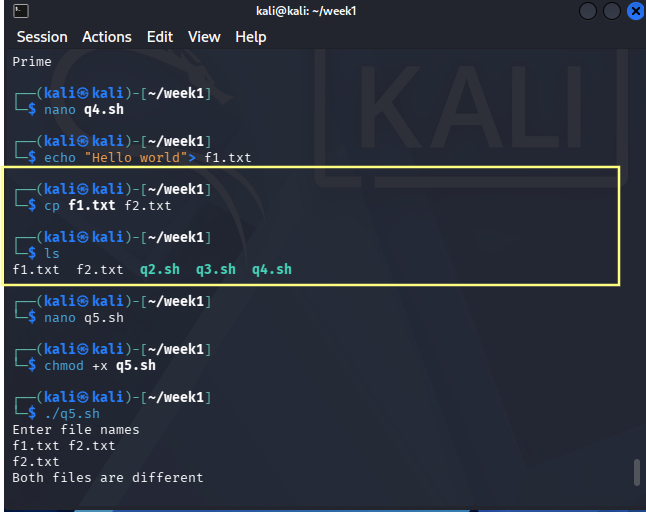 kali@kali: ~/week1
Session Actions Edit View Help
Prime
┌──(kali㉿kali)-[~/week1]
└─$ nano q4.sh
┌──(kali㉿kali)-[~/week1]
└─$ echo "Hello world"> f1.txt
┌──(kali㉿kali)-[~/week1]
└─$ cp f1.txt f2.txt
┌──(kali㉿kali)-[~/week1]
└─$ ls
f1.txt  f2.txt  q2.sh  q3.sh  q4.sh
┌──(kali㉿kali)-[~/week1]
└─$ nano q5.sh
┌──(kali㉿kali)-[~/week1]
└─$ chmod +x q5.sh
┌──(kali㉿kali)-[~/week1]
└─$ ./q5.sh
Enter file names
f1.txt f2.txt
f2.txt
Both files are different
KALI